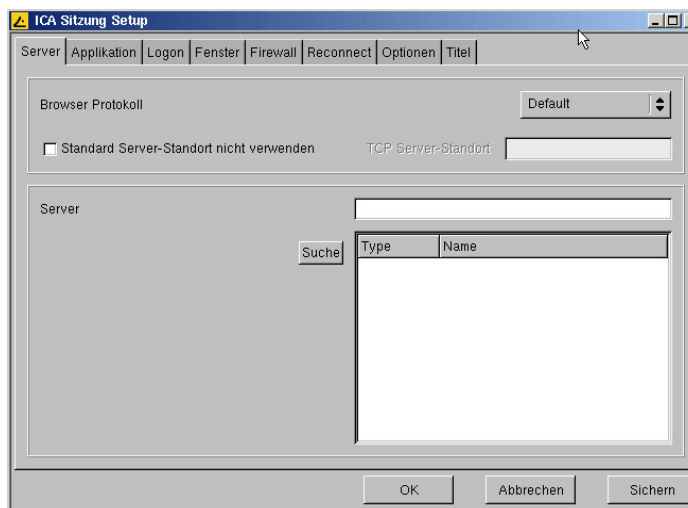 ICA Sitzung Setup
Server Applikation Logon Fenster Firewall Reconnect Optionen Titel
Browser Protokoll Default
Standard Server-Standort nicht verwenden TCP Server-Standort
Server
Suche Type Name
OK Abbrechen Sichern